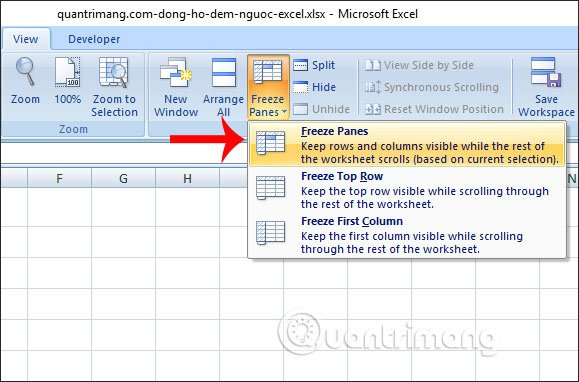 quantrimang.com-dong-ho-dem-nguoc-excel.xlsx - Microsoft Excel
View Developer
Zoom
100%
Zoom to
Selection
Zoom
New
Window
Arrange
All
Freeze
Panes
Split
Hide
Unhide
View Side by Side
Synchronous Scrolling
Reset Window Position
Save
Workspace
Freeze Panes
Keep rows and columns visible while the rest of
the worksheet scrolls (based on current selection).
Freeze Top Row
Keep the top row visible while scrolling through
the rest of the worksheet.
Freeze First Column
Keep the first column visible while scrolling
through the rest of the worksheet.
F G H N
Quantrimang